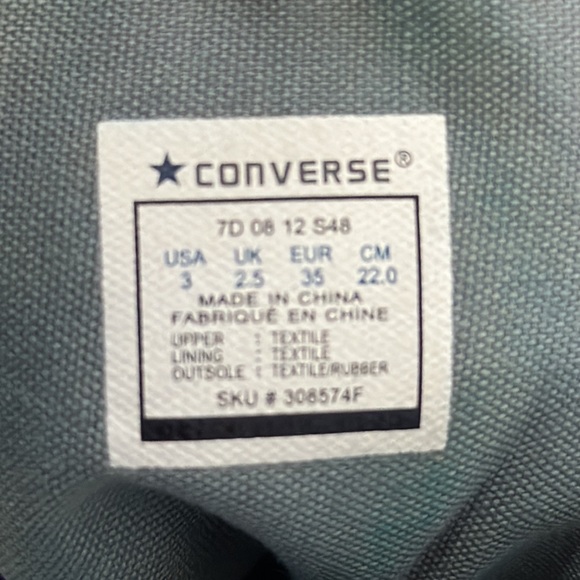 ★CONVERSE®
7D 08 12 S48
USA UK EUR CM
3 2.5 35 22.0
MADE IN CHINA
FABRIQUÉ EN CHINE
UPPER : TEXTILE
LINING : TEXTILE
OUTSOLE : TEXTILE/RUBBER
SKU # 308574F